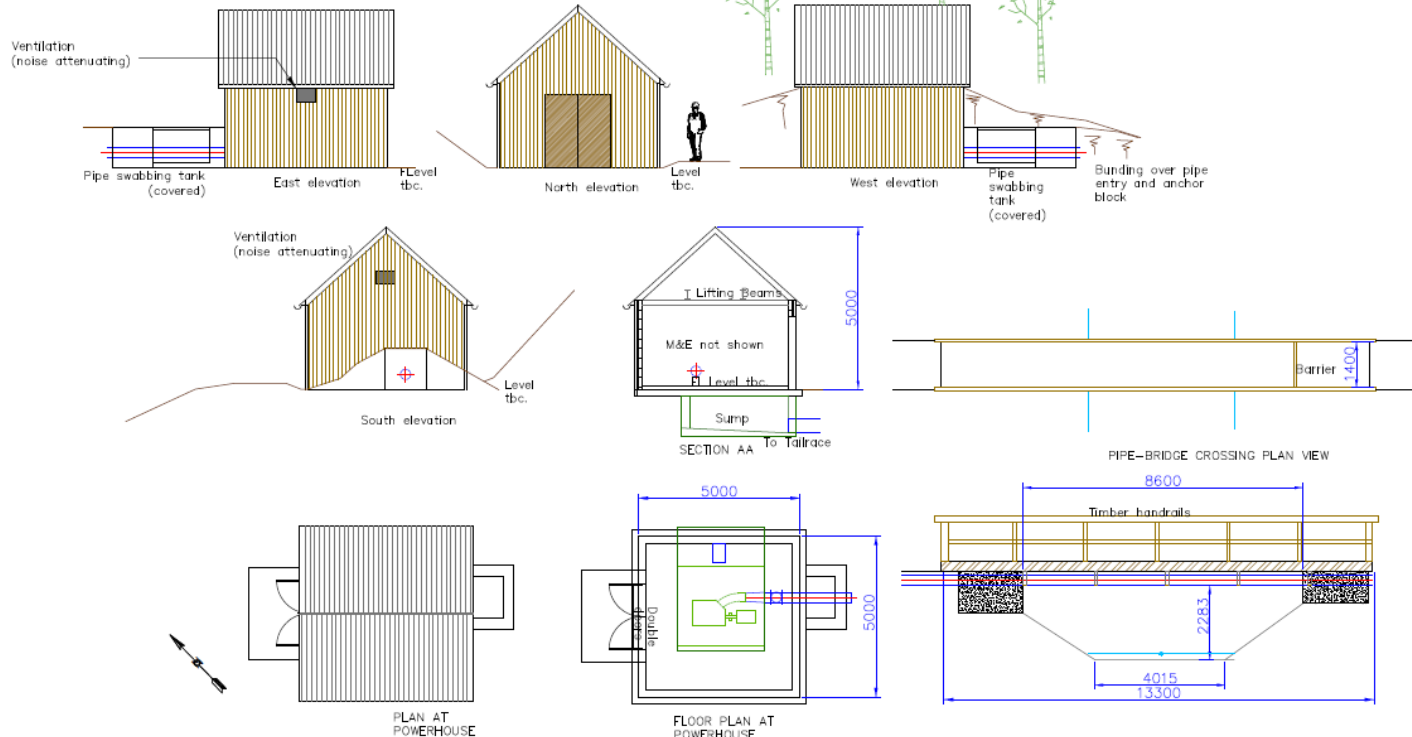 Ventilation
(noise attenuating)
Pipe swabbing tank
(covered)
East elevation
FLevel
tbc.
North elevation
Level
tbc.
West elevation
Pipe
swabbing
tank
(covered)
Bunding over pipe
entry and anchor
block
Ventilation
(noise attenuating)
South elevation
Level
tbc.
Lifting Beams
M&E not shown
Fl Level tbc.
Sump
To Tailrace
SECTION AA
5000
Barrier
1400
PIPE-BRIDGE CROSSING PLAN VIEW
PLAN AT
POWERHOUSE
5000
5000
Double
doors
FLOOR PLAN AT
POWERHOUSE
8600
Timber handrails
2283
4015
13300